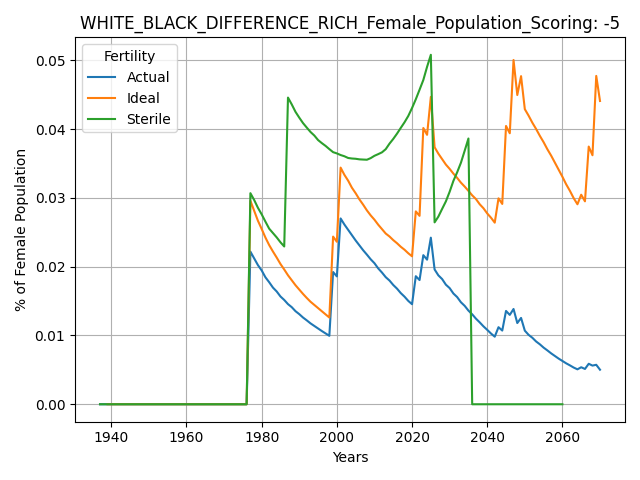 WHITE_BLACK_DIFFERENCE_RICH_Female_Population_Scoring: -5
Fertility
Actual
Ideal
Sterile
% of Female Population
0.05
0.04
0.03
0.02
0.01
0.00
1940 1960 1980 2000 2020 2040 2060
Years